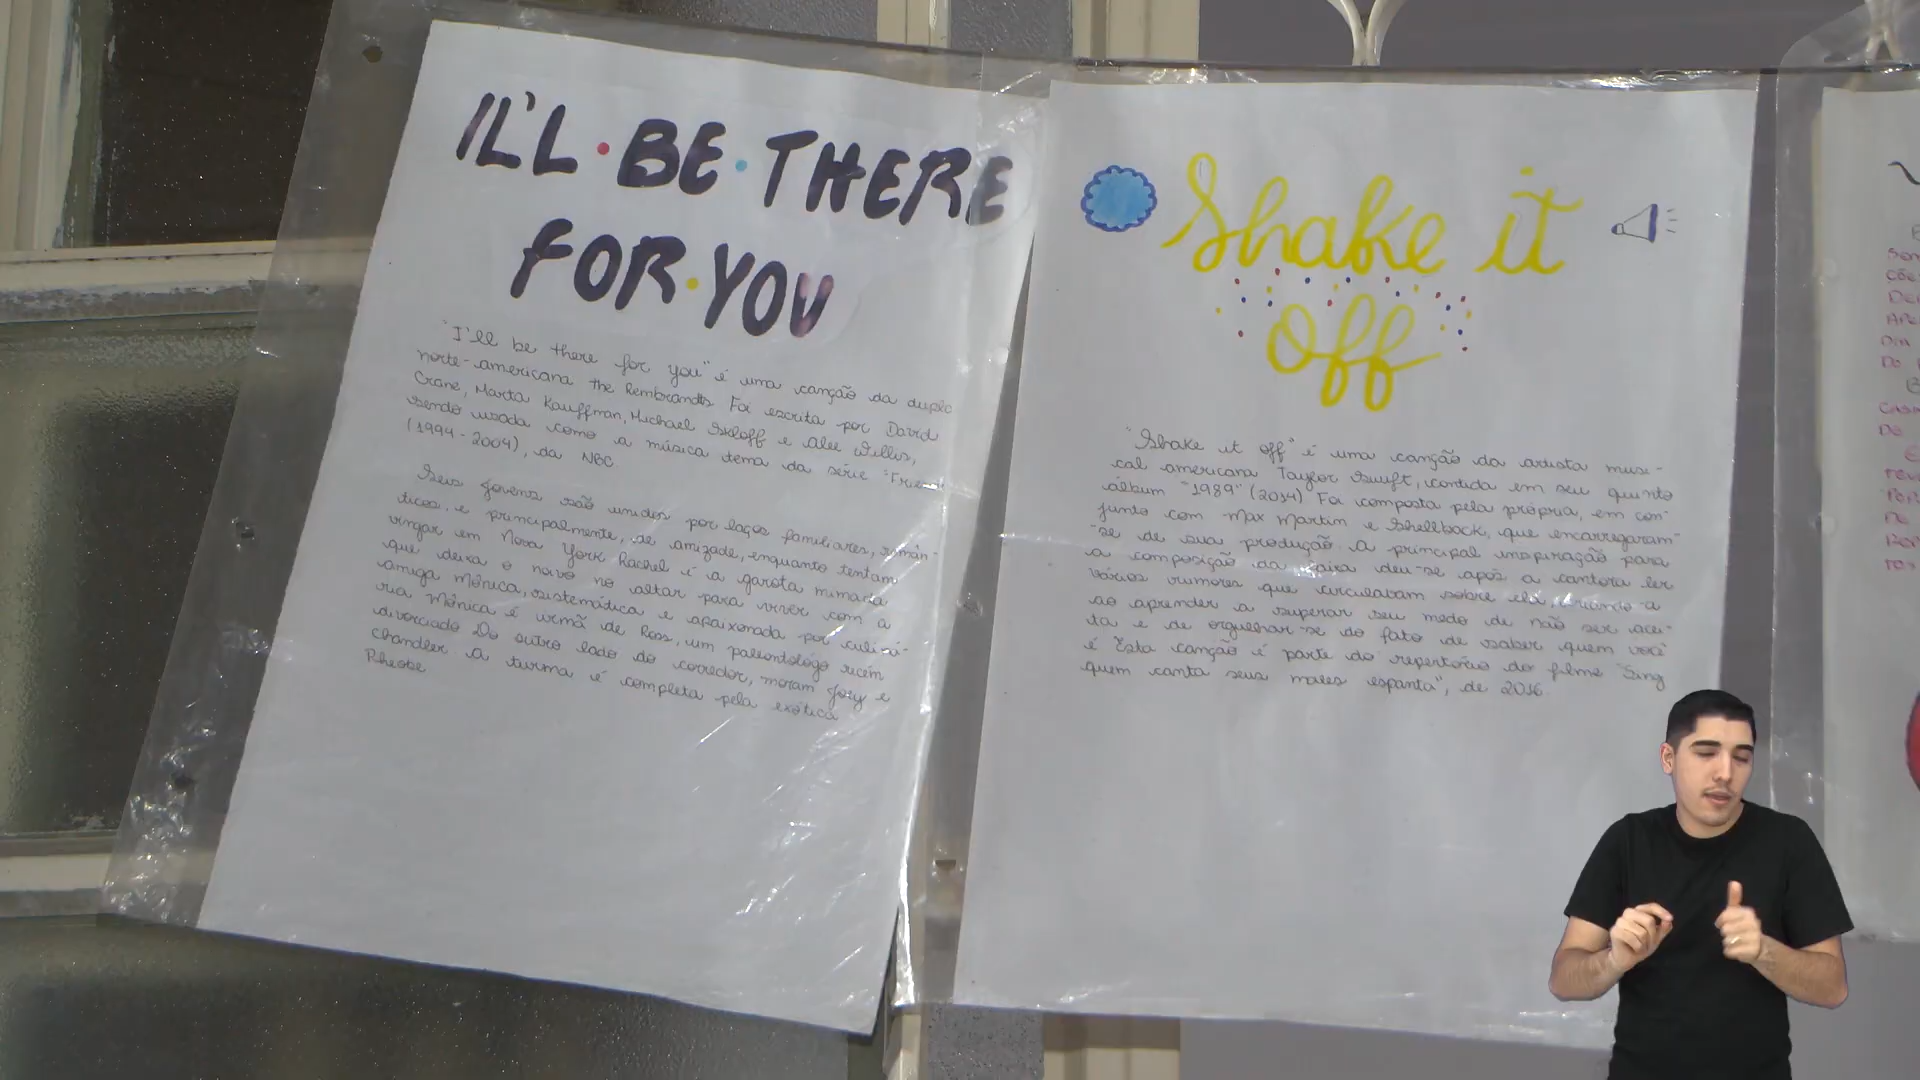 IL'L·BE·THERE
FOR·YOU
"I'll be there for you" é uma canção da duplo
norte-americana the Rembrandts Foi escrita por David
Crane, Marta Kauffman, Michael Skloff e Allee Willis,
sendo usada como a música tema da série "Friends
(1994-2004), da NBC.
Seus jovens são unidos por laços familiares, român-
ticos, e principalmente, de amizade, enquanto tentam
vingar em Nova York Rachel é a garota mimada
que deixa o noivo no altar para viver com a
amiga Mônica, sistemática e apaixonada por culiná-
ria Mônica é irmã de Ross, um paleontólogo recém
divorciado Do outro lado do corredor, moram Joey e
Chandler A turma é completa pela exótica
Pheobe
Shake it
off
"Shake it off" é uma canção da artista musi-
cal americana Taylor Swift, contida em seu quinto
álbum "1989" (2014) Foi composta pela própria, em con-
junto com Max Martin e Shellback, que encarregaram-
-se de sua produção. A principal inspiração para
a composição da faixa deu-se após a cantora ler
vários rumores que circulavam sobre ela, criando-a
ao aprender a superar seu medo de não ser acei-
ta e de orgulhar-se do fato de saber quem você
é Esta canção é parte do repertório do filme "Sing
quem canta seus males espanta", de 2016